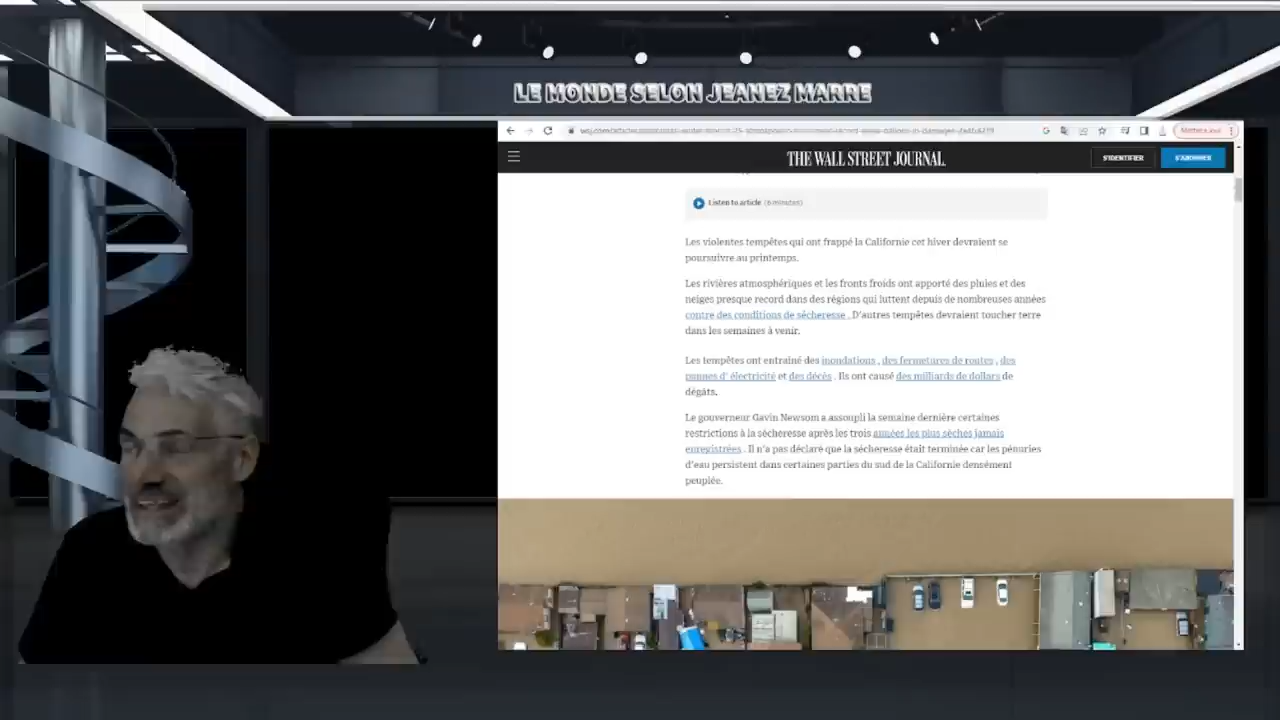 LE MONDE SELON JEANEZ MARRE
THE WALL STREET JOURNAL.
S'IDENTIFIER
S'ABONNER
Listen to article (6 minutes)
Les violentes tempêtes qui ont frappé la Californie cet hiver devraient se
poursuivre au printemps.
Les rivières atmosphériques et les fronts froids ont apporté des pluies et des
neiges presque record dans des régions qui luttent depuis de nombreuses années
contre des conditions de sécheresse . D'autres tempêtes devraient toucher terre
dans les semaines à venir.
Les tempêtes ont entraîné des inondations , des fermetures de routes , des
pannes d' électricité et des décès . Ils ont causé des milliards de dollars de
dégâts.
Le gouverneur Gavin Newsom a assoupli la semaine dernière certaines
restrictions à la sécheresse après les trois années les plus sèches jamais
enregistrées . Il n'a pas déclaré que la sécheresse était terminée car les pénuries
d'eau persistent dans certaines parties du sud de la Californie densément
peuplée.